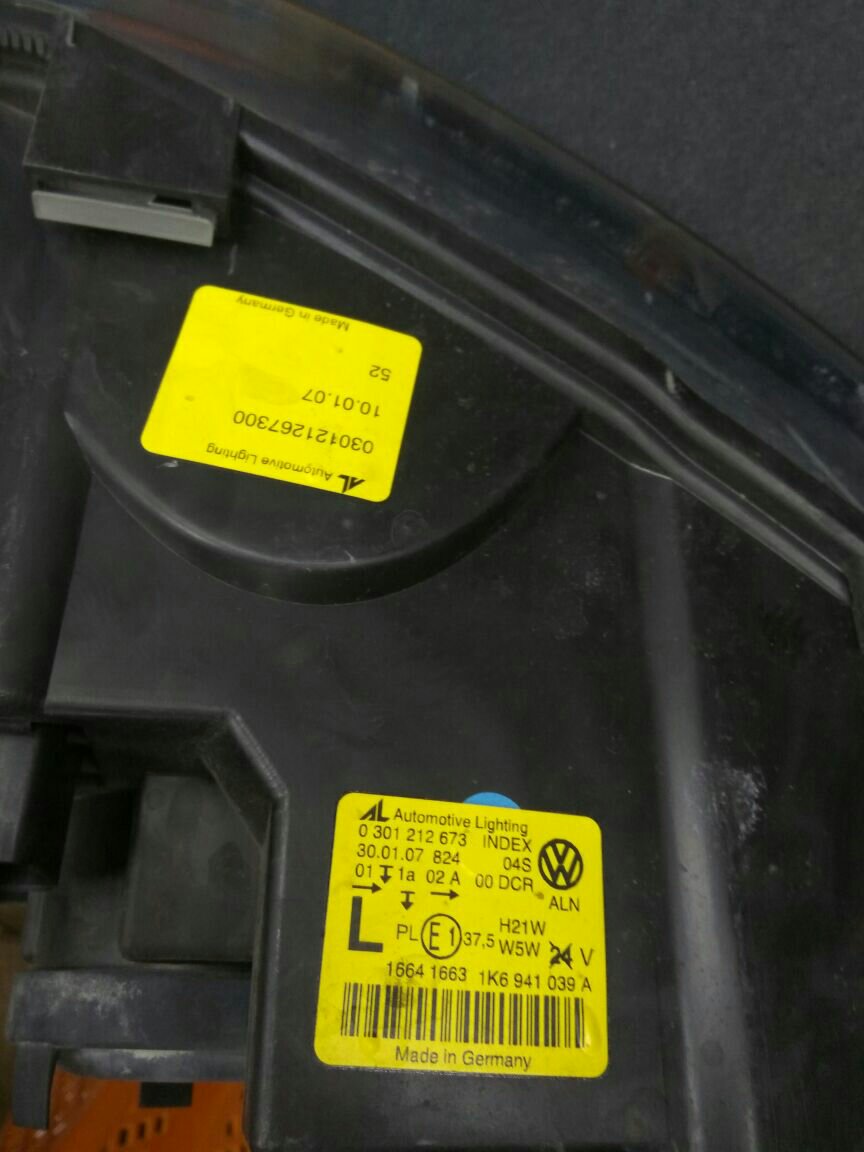 AL Automotive Lighting
030121267300
10.01.07
52
Made in Germany
AL Automotive Lighting
0 301 212 673 INDEX
30.01.07 824 04S
01 1a 02 A 00 DCR
ALN
L PL E1 37,5 H21W
W5W 24 V
1664 1663 1K6 941 039 A
Made in Germany